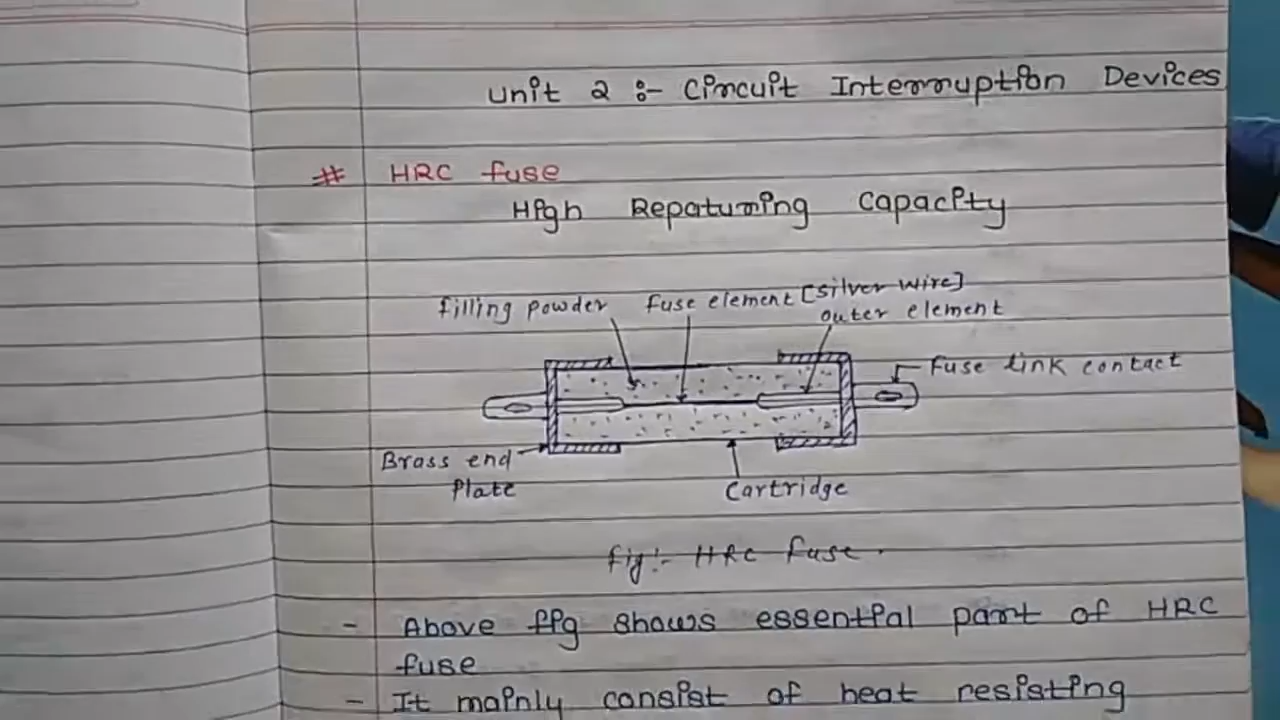 Unit 2 :- Circuit Interruption Devices
# HRC fuse
High Repaturing Capacity
filling powder fuse element [silver wire]
outer element
Fuse link contact
Brass end
Plate
Cartridge
fig:- HRC fuse.
- Above fig shows essential part of HRC
fuse
- It mainly consist of heat resisting